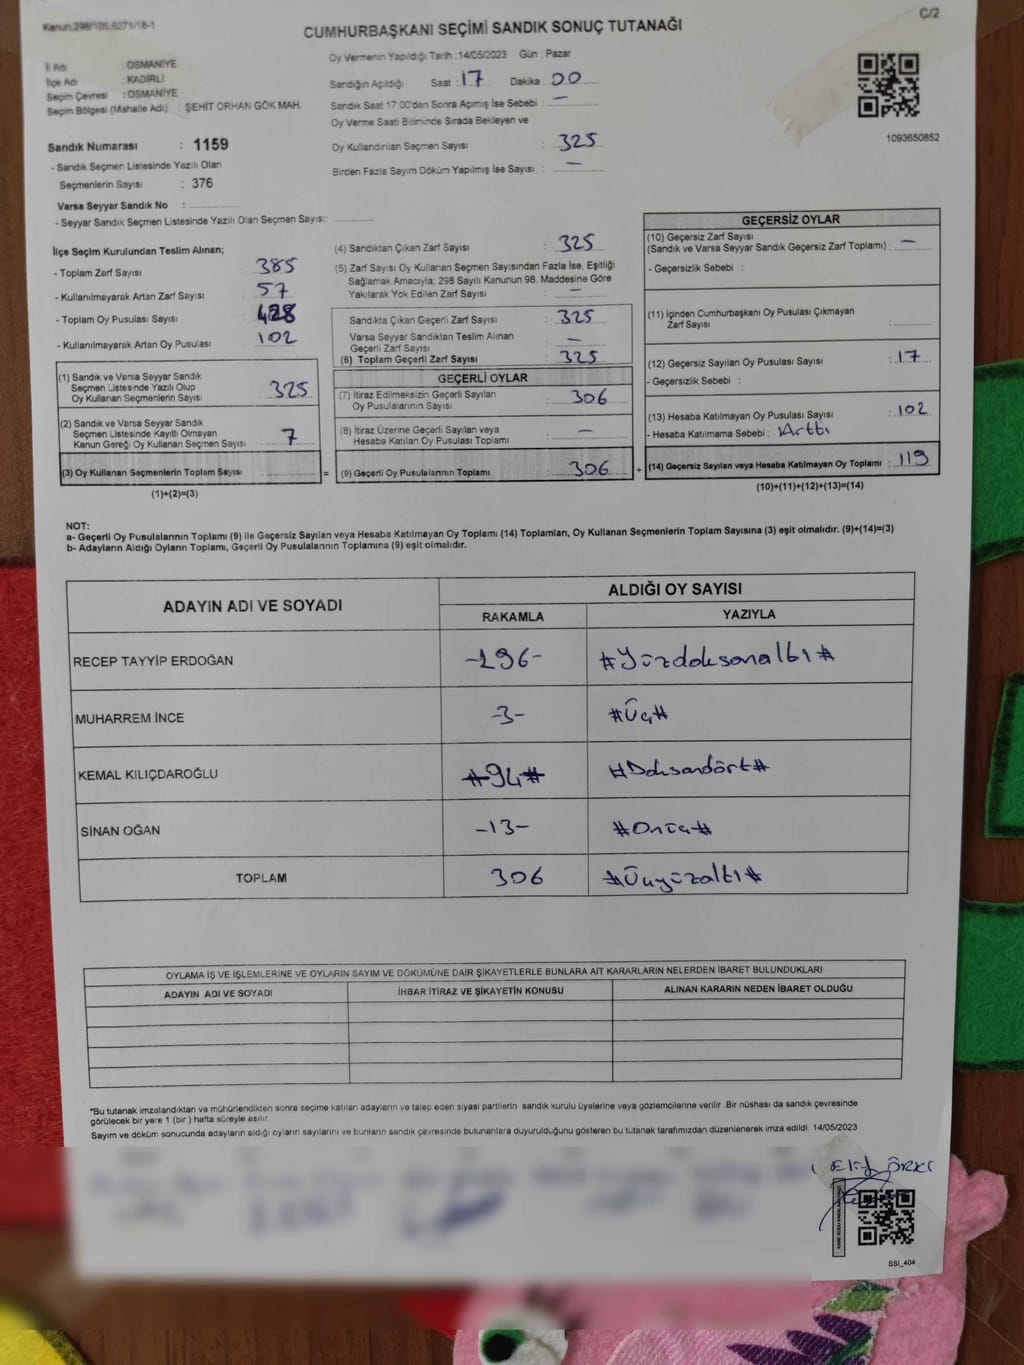 Kanun,298/105,6271/18-1
C/2
CUMHURBAŞKANI SEÇİMİ SANDIK SONUÇ TUTANAĞI
İl Adı : OSMANİYE
İlçe Adı : KADİRLİ
Seçim Çevresi : OSMANİYE
Seçim Bölgesi (Mahalle Adı) : ŞEHİT ORHAN GÖK MAH.
Oy Vermenin Yapıldığı Tarih :14/05/2023 Gün : Pazar
Sandığın Açıldığı Saat : 17 Dakika : 00
Sandık Saat 17:00'den Sonra Açımış İse Sebebi : —
Oy Verme Saati Bitiminde Sırada Bekleyen ve
Oy Kullandırılan Seçmen Sayısı : 325
Birden Fazla Sayım Döküm Yapılmış İse Sayısı : —
1093650852
Sandık Numarası : 1159
- Sandık Seçmen Listesinde Yazılı Olan
Seçmenlerin Sayısı : 376
Varsa Seyyar Sandık No :
- Seyyar Sandık Seçmen Listesinde Yazılı Olan Seçmen Sayısı:
İlçe Seçim Kurulundan Teslim Alınan;
- Toplam Zarf Sayısı : 385
- Kullanılmayarak Artan Zarf Sayısı : 57
- Toplam Oy Pusulası Sayısı : 428
- Kullanılmayarak Artan Oy Pusulası : 102
(1) Sandık ve Varsa Seyyar Sandık
Seçmen Listesinde Yazılı Olup
Oy Kullanan Seçmenlerin Sayısı : 325
(2) Sandık ve Varsa Seyyar Sandık
Seçmen Listesinde Kayıtlı Olmayan
Kanun Gereği Oy Kullanan Seçmen Sayısı : 7
(3) Oy Kullanan Seçmenlerin Toplam Sayısı :
(1)+(2)=(3)
(4) Sandıktan Çıkan Zarf Sayısı : 325
(5) Zarf Sayısı Oy Kullanan Seçmen Sayısından Fazla İse, Eşitliği
Sağlamak Amacıyla; 298 Sayılı Kanunun 98. Maddesine Göre
Yakılarak Yok Edilen Zarf Sayısı : —
Sandıkta Çıkan Geçerli Zarf Sayısı : 325
Varsa Seyyar Sandıktan Teslim Alınan
Geçerli Zarf Sayısı : —
(6) Toplam Geçerli Zarf Sayısı : 325
GEÇERLİ OYLAR
(7) İtiraz Edilmeksizin Geçerli Sayılan
Oy Pusulalarının Sayısı : 306
(8) İtiraz Üzerine Geçerli Sayılan veya
Hesaba Katılan Oy Pusulası Toplamı : —
= (9) Geçerli Oy Pusulalarının Toplamı : 306 +
GEÇERSİZ OYLAR
(10) Geçersiz Zarf Sayısı
(Sandık ve Varsa Seyyar Sandık Geçersiz Zarf Toplamı) : —
- Geçersizlik Sebebi :
(11) İçinden Cumhurbaşkanı Oy Pusulası Çıkmayan
Zarf Sayısı :
(12) Geçersiz Sayılan Oy Pusulası Sayısı : 17
- Geçersizlik Sebebi :
(13) Hesaba Katılmayan Oy Pusulası Sayısı : 102
- Hesaba Katılmama Sebebi : Arttı
(14) Geçersiz Sayılan veya Hesaba Katılmayan Oy Toplamı : 119
(10)+(11)+(12)+(13)=(14)
NOT:
a- Geçerli Oy Pusulalarının Toplamı (9) ile Geçersiz Sayılan veya Hesaba Katılmayan Oy Toplamı (14) Toplamları, Oy Kullanan Seçmenlerin Toplam Sayısına (3) eşit olmalıdır. (9)+(14)=(3)
b- Adayların Aldığı Oyların Toplamı, Geçerli Oy Pusulalarının Toplamına (9) eşit olmalıdır.
ADAYIN ADI VE SOYADI
ALDIĞI OY SAYISI
RAKAMLA YAZIYLA
RECEP TAYYİP ERDOĞAN -196- #Yüzdoksanaltı#
MUHARREM İNCE -3- #Üç#
KEMAL KILIÇDAROĞLU #94# #Doksandört#
SİNAN OĞAN -13- #Onüç#
TOPLAM 306 #Üçyüzaltı#
OYLAMA İŞ VE İŞLEMLERİNE VE OYLARIN SAYIM VE DÖKÜMÜNE DAİR ŞİKAYETLERLE BUNLARA AİT KARARLARIN NELERDEN İBARET BULUNDUKLARI
ADAYIN ADI VE SOYADI İHBAR İTİRAZ VE ŞİKAYETİN KONUSU ALINAN KARARIN NEDEN İBARET OLDUĞU
*Bu tutanak imzalandıktan ve mühürlendikten sonra seçime katılan adayların ve talep eden siyasi partilerin sandık kurulu üyelerine veya gözlemcilerine verilir .Bir nüshası da sandık çevresinde
görülecek bir yere 1 (bir ) hafta süreyle asılır.
Sayım ve döküm sonucunda adayların aldığı oyların sayılarını ve bunların sandık çevresinde bulunanlara duyurulduğunu gösteren bu tutanak tarafımızdan düzenlenerek imza edildi. 14/05/2023
Elif
SSI_404